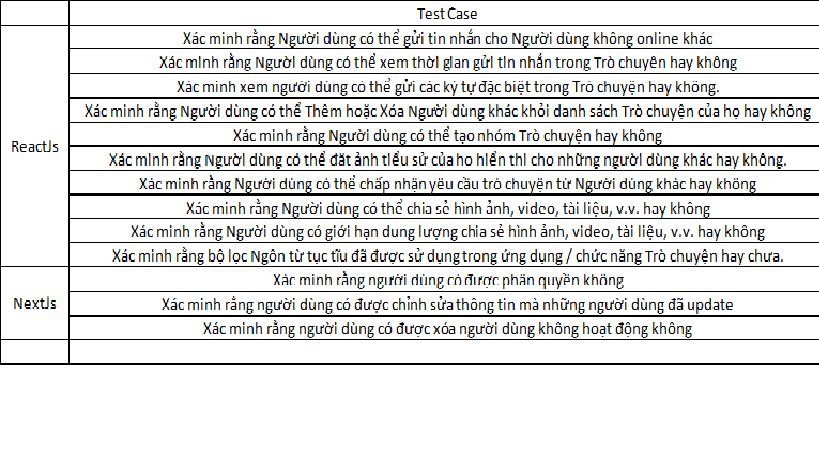 Test Case
Xác minh rằng Người dùng có thể gửi tin nhắn cho Người dùng không online khác
Xác minh rằng Người dùng có thể xem thời gian gửi tin nhắn trong Trò chuyện hay không
Xác minh xem người dùng có thể gửi các ký tự đặc biệt trong Trò chuyện hay không.
Xác minh rằng Người dùng có thể Thêm hoặc Xóa Người dùng khác khỏi danh sách Trò chuyện của họ hay không
Xác minh rằng Người dùng có thể tạo nhóm Trò chuyện hay không
ReactJs
Xác minh rằng Người dùng có thể đặt ảnh tiểu sử của họ hiển thị cho những người dùng khác hay không.
Xác minh rằng Người dùng có thể chấp nhận yêu cầu trò chuyện từ Người dùng khác hay không
Xác minh rằng Người dùng có thể chia sẻ hình ảnh, video, tài liệu, v.v. hay không
Xác minh rằng Người dùng có giới hạn dung lượng chia sẻ hình ảnh, video, tài liệu, v.v. hay không
Xác minh rằng bộ lọc Ngôn từ tục tĩu đã được sử dụng trong ứng dụng / chức năng Trò chuyện hay chưa.
Xác minh rằng người dùng có được phân quyền không
NextJs
Xác minh rằng người dùng có được chỉnh sửa thông tin mà những người dùng đã update
Xác minh rằng người dùng có được xóa người dùng không hoạt động không